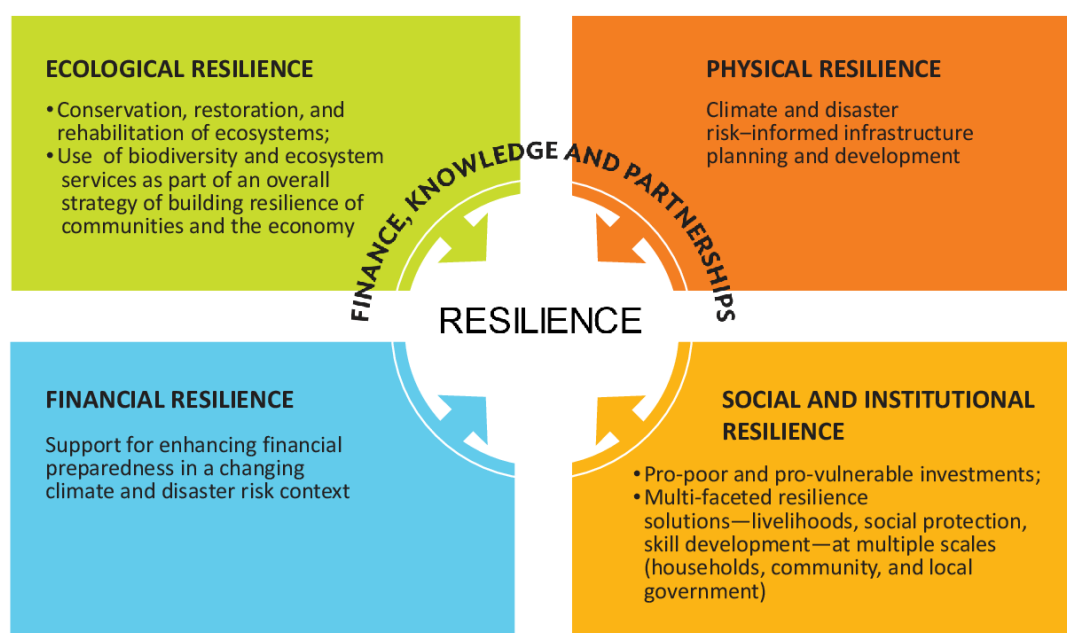 ECOLOGICAL RESILIENCE
• Conservation, restoration, and
rehabilitation of ecosystems;
• Use of biodiversity and ecosystem
services as part of an overall
strategy of building resilience of
communities and the economy
PHYSICAL RESILIENCE
Climate and disaster
risk–informed infrastructure
planning and development
FINANCE, KNOWLEDGE AND PARTNERSHIPS
RESILIENCE
FINANCIAL RESILIENCE
Support for enhancing financial
preparedness in a changing
climate and disaster risk context
SOCIAL AND INSTITUTIONAL
RESILIENCE
• Pro-poor and pro-vulnerable investments;
• Multi-faceted resilience
solutions—livelihoods, social protection,
skill development—at multiple scales
(households, community, and local
government)